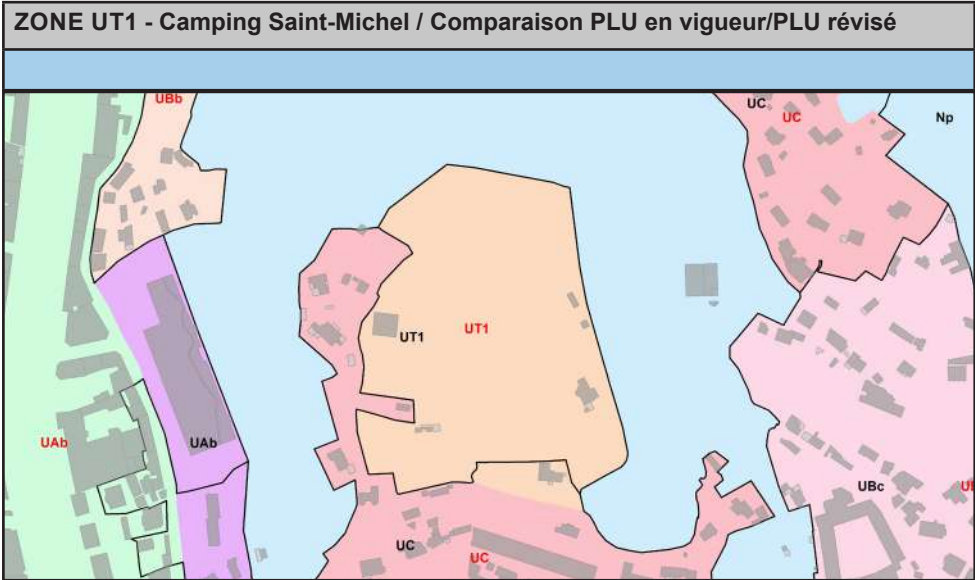 ZONE UT1 - Camping Saint-Michel / Comparaison PLU en vigueur/PLU révisé
UBb
UC
UC
Np
UT1
UT1
UAb
UAb
UBc
UC
UC